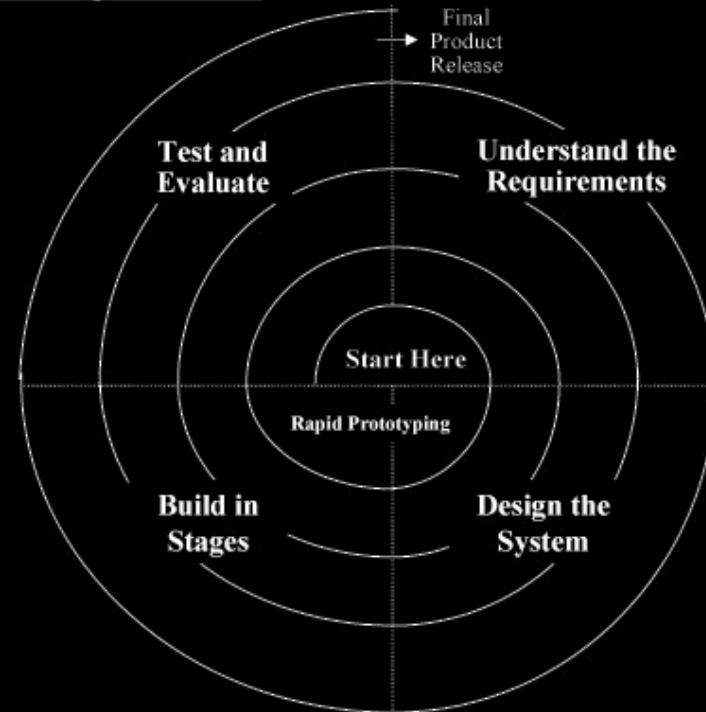 Final
Product
Release
Test and
Evaluate
Understand the
Requirements
Start Here
Rapid Prototyping
Build in
Stages
Design the
System